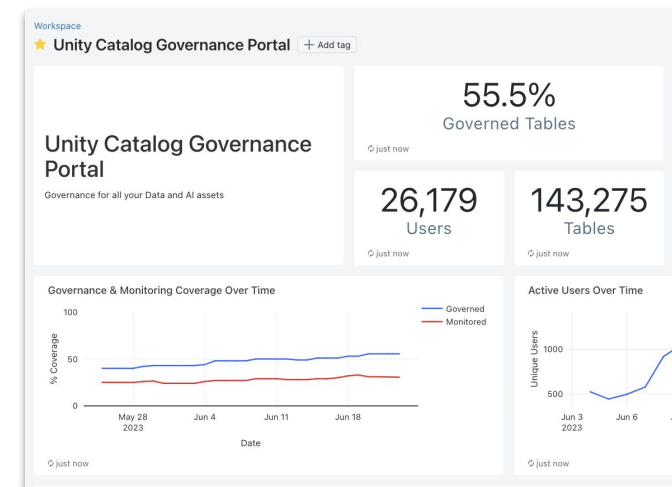 Workspace
Unity Catalog Governance Portal + Add tag
Unity Catalog Governance
Portal
Governance for all your Data and AI assets
55.5%
Governed Tables
just now
26,179
Users
just now
143,275
Tables
just now
Governance & Monitoring Coverage Over Time
Governed
Monitored
100
50
0
% Coverage
May 28
2023
Jun 4
Jun 11
Jun 18
Date
just now
Active Users Over Time
Unique Users
1000
500
Jun 3
2023
Jun 6
just now